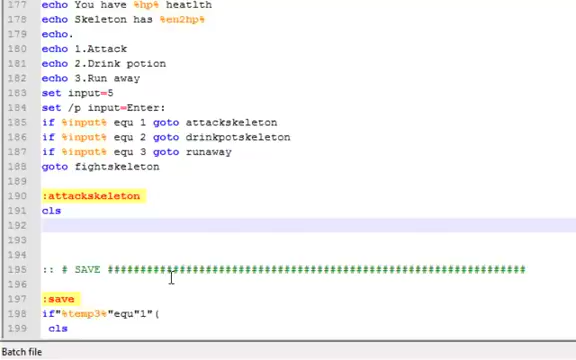 177 echo You have %hp% heatlth
178 echo Skeleton has %en2hp%
179 echo.
180 echo 1.Attack
181 echo 2.Drink potion
182 echo 3.Run away
183 set input=5
184 set /p input=Enter:
185 if %input% equ 1 goto attackskeleton
186 if %input% equ 2 goto drinkpotskeleton
187 if %input% equ 3 goto runaway
188 goto fightskeleton
189
190 :attackskeleton
191 cls
192
193
194
195 :: # SAVE ################################################################
196
197 :save
198 if"%temp3%"equ"1"(
199 cls
Batch file